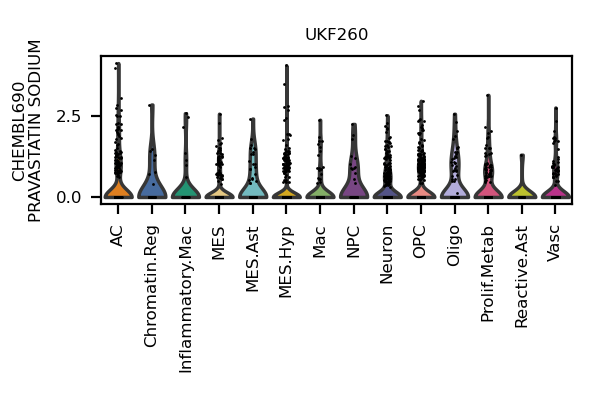 UKF260
CHEMBL690
PRAVASTATIN SODIUM
2.5
0.0
AC
Chromatin.Reg
Inflammatory.Mac
MES
MES.Ast
MES.Hyp
Mac
NPC
Neuron
OPC
Oligo
Prolif.Metab
Reactive.Ast
Vasc